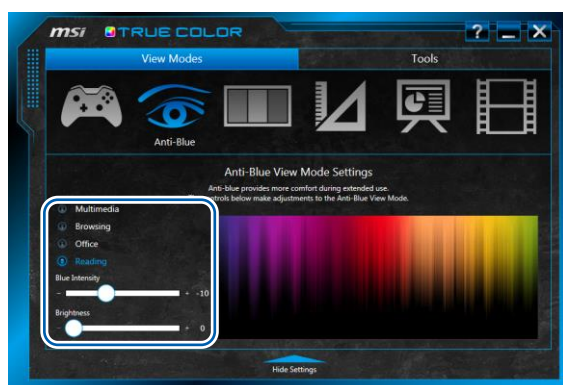 msi TRUE COLOR ? _ X
View Modes Tools
Anti-Blue
Anti-Blue View Mode Settings
Anti-blue provides more comfort during extended use.
controls below make adjustments to the Anti-Blue View Mode.
Multimedia
Browsing
Office
Reading
Blue Intensity
- + -10
Brightness
- + 0
Hide Settings